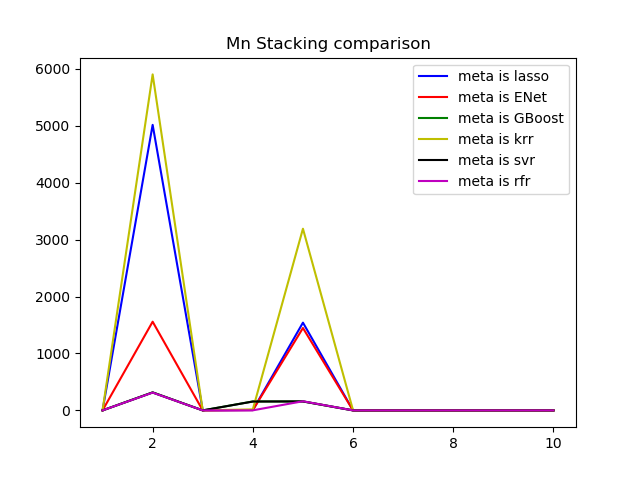 Mn Stacking comparison
6000
5000
4000
3000
2000
1000
0
2
4
6
8
10
meta is lasso
meta is ENet
meta is GBoost
meta is krr
meta is svr
meta is rfr